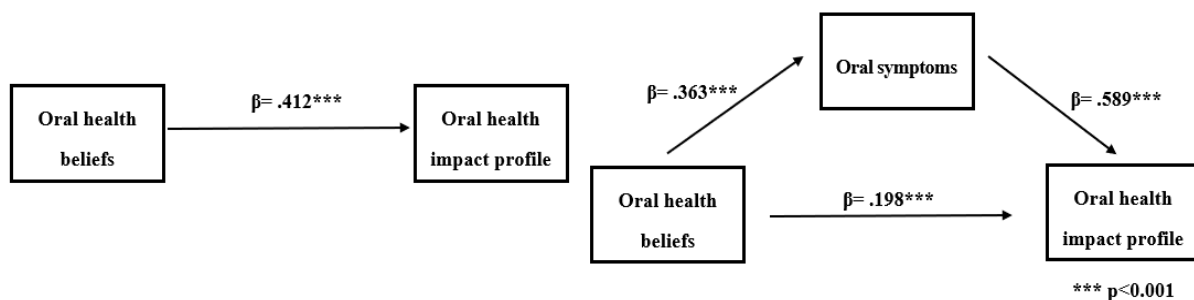 Oral health
beliefs
β= .412***
Oral health
impact profile
Oral symptoms
β= .363***
β= .589***
Oral health
beliefs
β= .198***
Oral health
impact profile
*** p<0.001